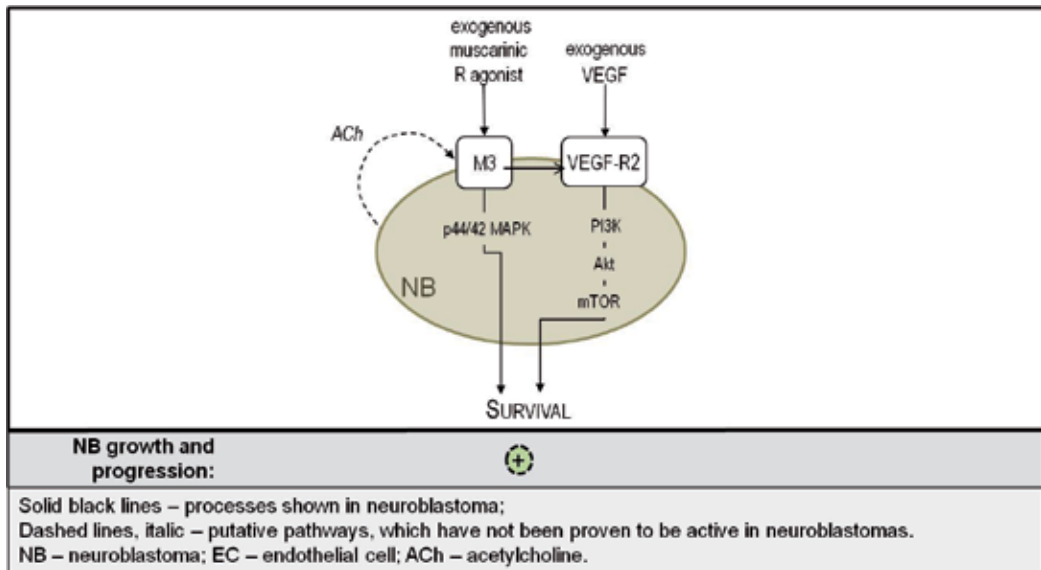 exogenous
muscarinic
R agonist
exogenous
VEGF
ACh
M3
VEGF-R2
p44/42 MAPK
PI3K
Akt
mTOR
NB
SURVIVAL
NB growth and
progression:
+
Solid black lines – processes shown in neuroblastoma;
Dashed lines, italic – putative pathways, which have not been proven to be active in neuroblastomas.
NB – neuroblastoma; EC – endothelial cell; ACh – acetylcholine.